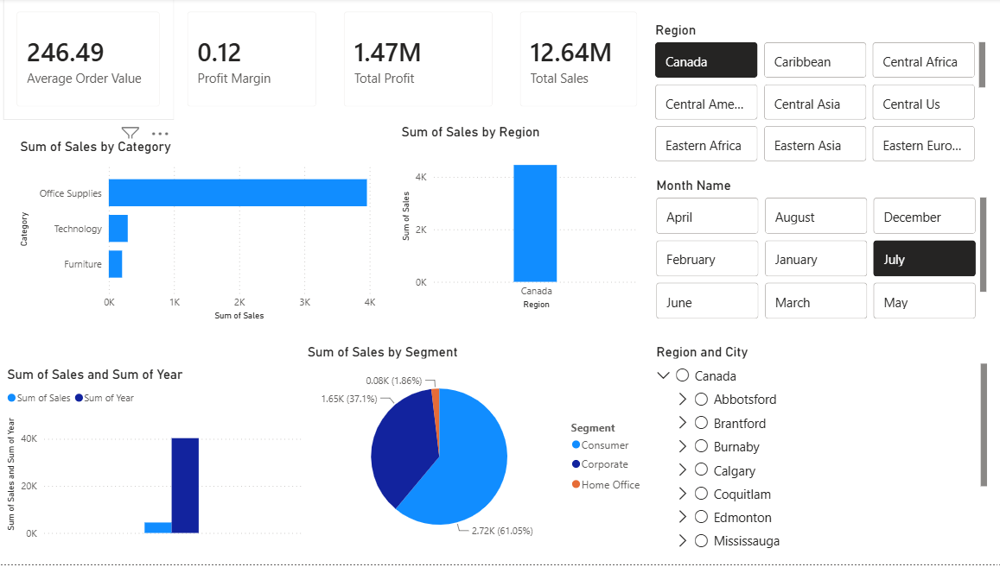 246.49
Average Order Value
0.12
Profit Margin
1.47M
Total Profit
12.64M
Total Sales
Sum of Sales by Category
Category
Office Supplies
Technology
Furniture
0K 1K 2K 3K 4K
Sum of Sales
Sum of Sales by Region
Sum of Sales
4K
2K
0K
Canada
Region
Region
Canada Caribbean Central Africa
Central Ame... Central Asia Central Us
Eastern Africa Eastern Asia Eastern Euro...
Month Name
April August December
February January July
June March May
Sum of Sales and Sum of Year
Sum of Sales Sum of Year
Sum of Sales and Sum of Year
40K
20K
0K
Sum of Sales by Segment
0.08K (1.86%)
1.65K (37.1%)
2.72K (61.05%)
Segment
Consumer
Corporate
Home Office
Region and City
Canada
Abbotsford
Brantford
Burnaby
Calgary
Coquitlam
Edmonton
Mississauga